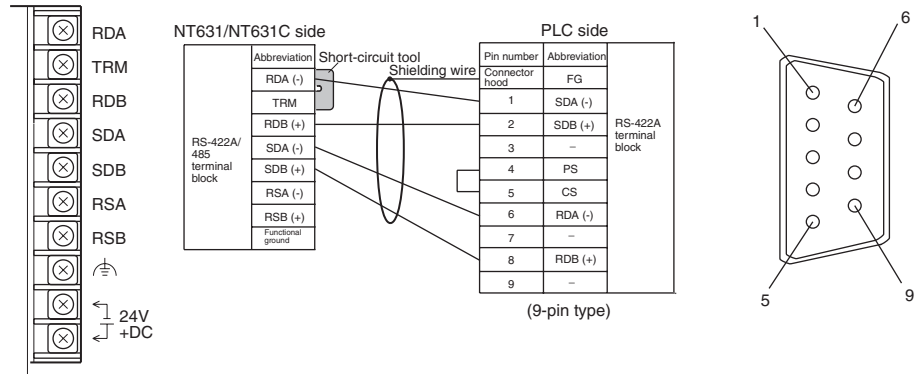 RDA
TRM
RDB
SDA
SDB
RSA
RSB
24V
+DC
NT631/NT631C side
Abbreviation
Short-circuit tool
RDA (-)
TRM
RDB (+)
SDA (-)
SDB (+)
RSA (-)
RSB (+)
Functional
ground
RS-422A/
485
terminal
block
Shielding wire
PLC side
Pin number Abbreviation
Connector
hood
FG
1 SDA (-)
2 SDB (+)
3 –
4 PS
5 CS
6 RDA (-)
7 –
8 RDB (+)
9 –
RS-422A
terminal
block
(9-pin type)
1
6
5
9